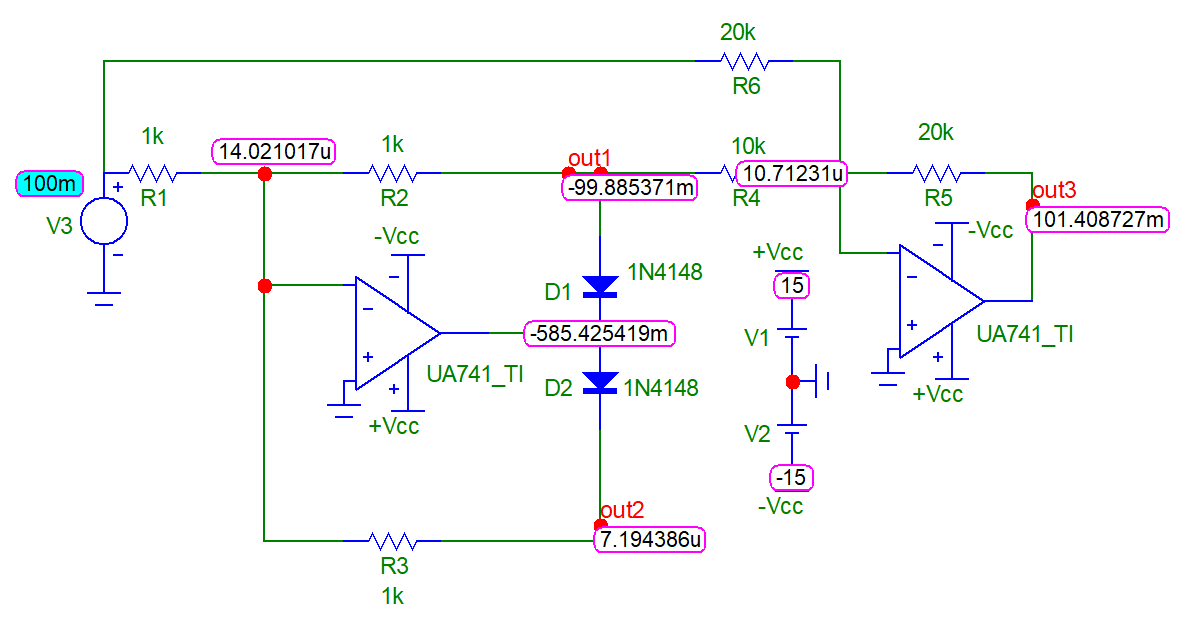 20k
R6
1k
14.021017u
1k
out1
10k
20k
100m
R1
R2
-99.885371m
R4
10.71231u
R5
out3
+
V3
-
101.408727m
-Vcc
-Vcc
+Vcc
1N4148
D1
15
-
-
-
-
+
-585.425419m
V1
UA741_TI
+
+
UA741_TI
D2
1N4148
+
+Vcc
+Vcc
V2
-15
-Vcc
out2
7.194386u
R3
1k